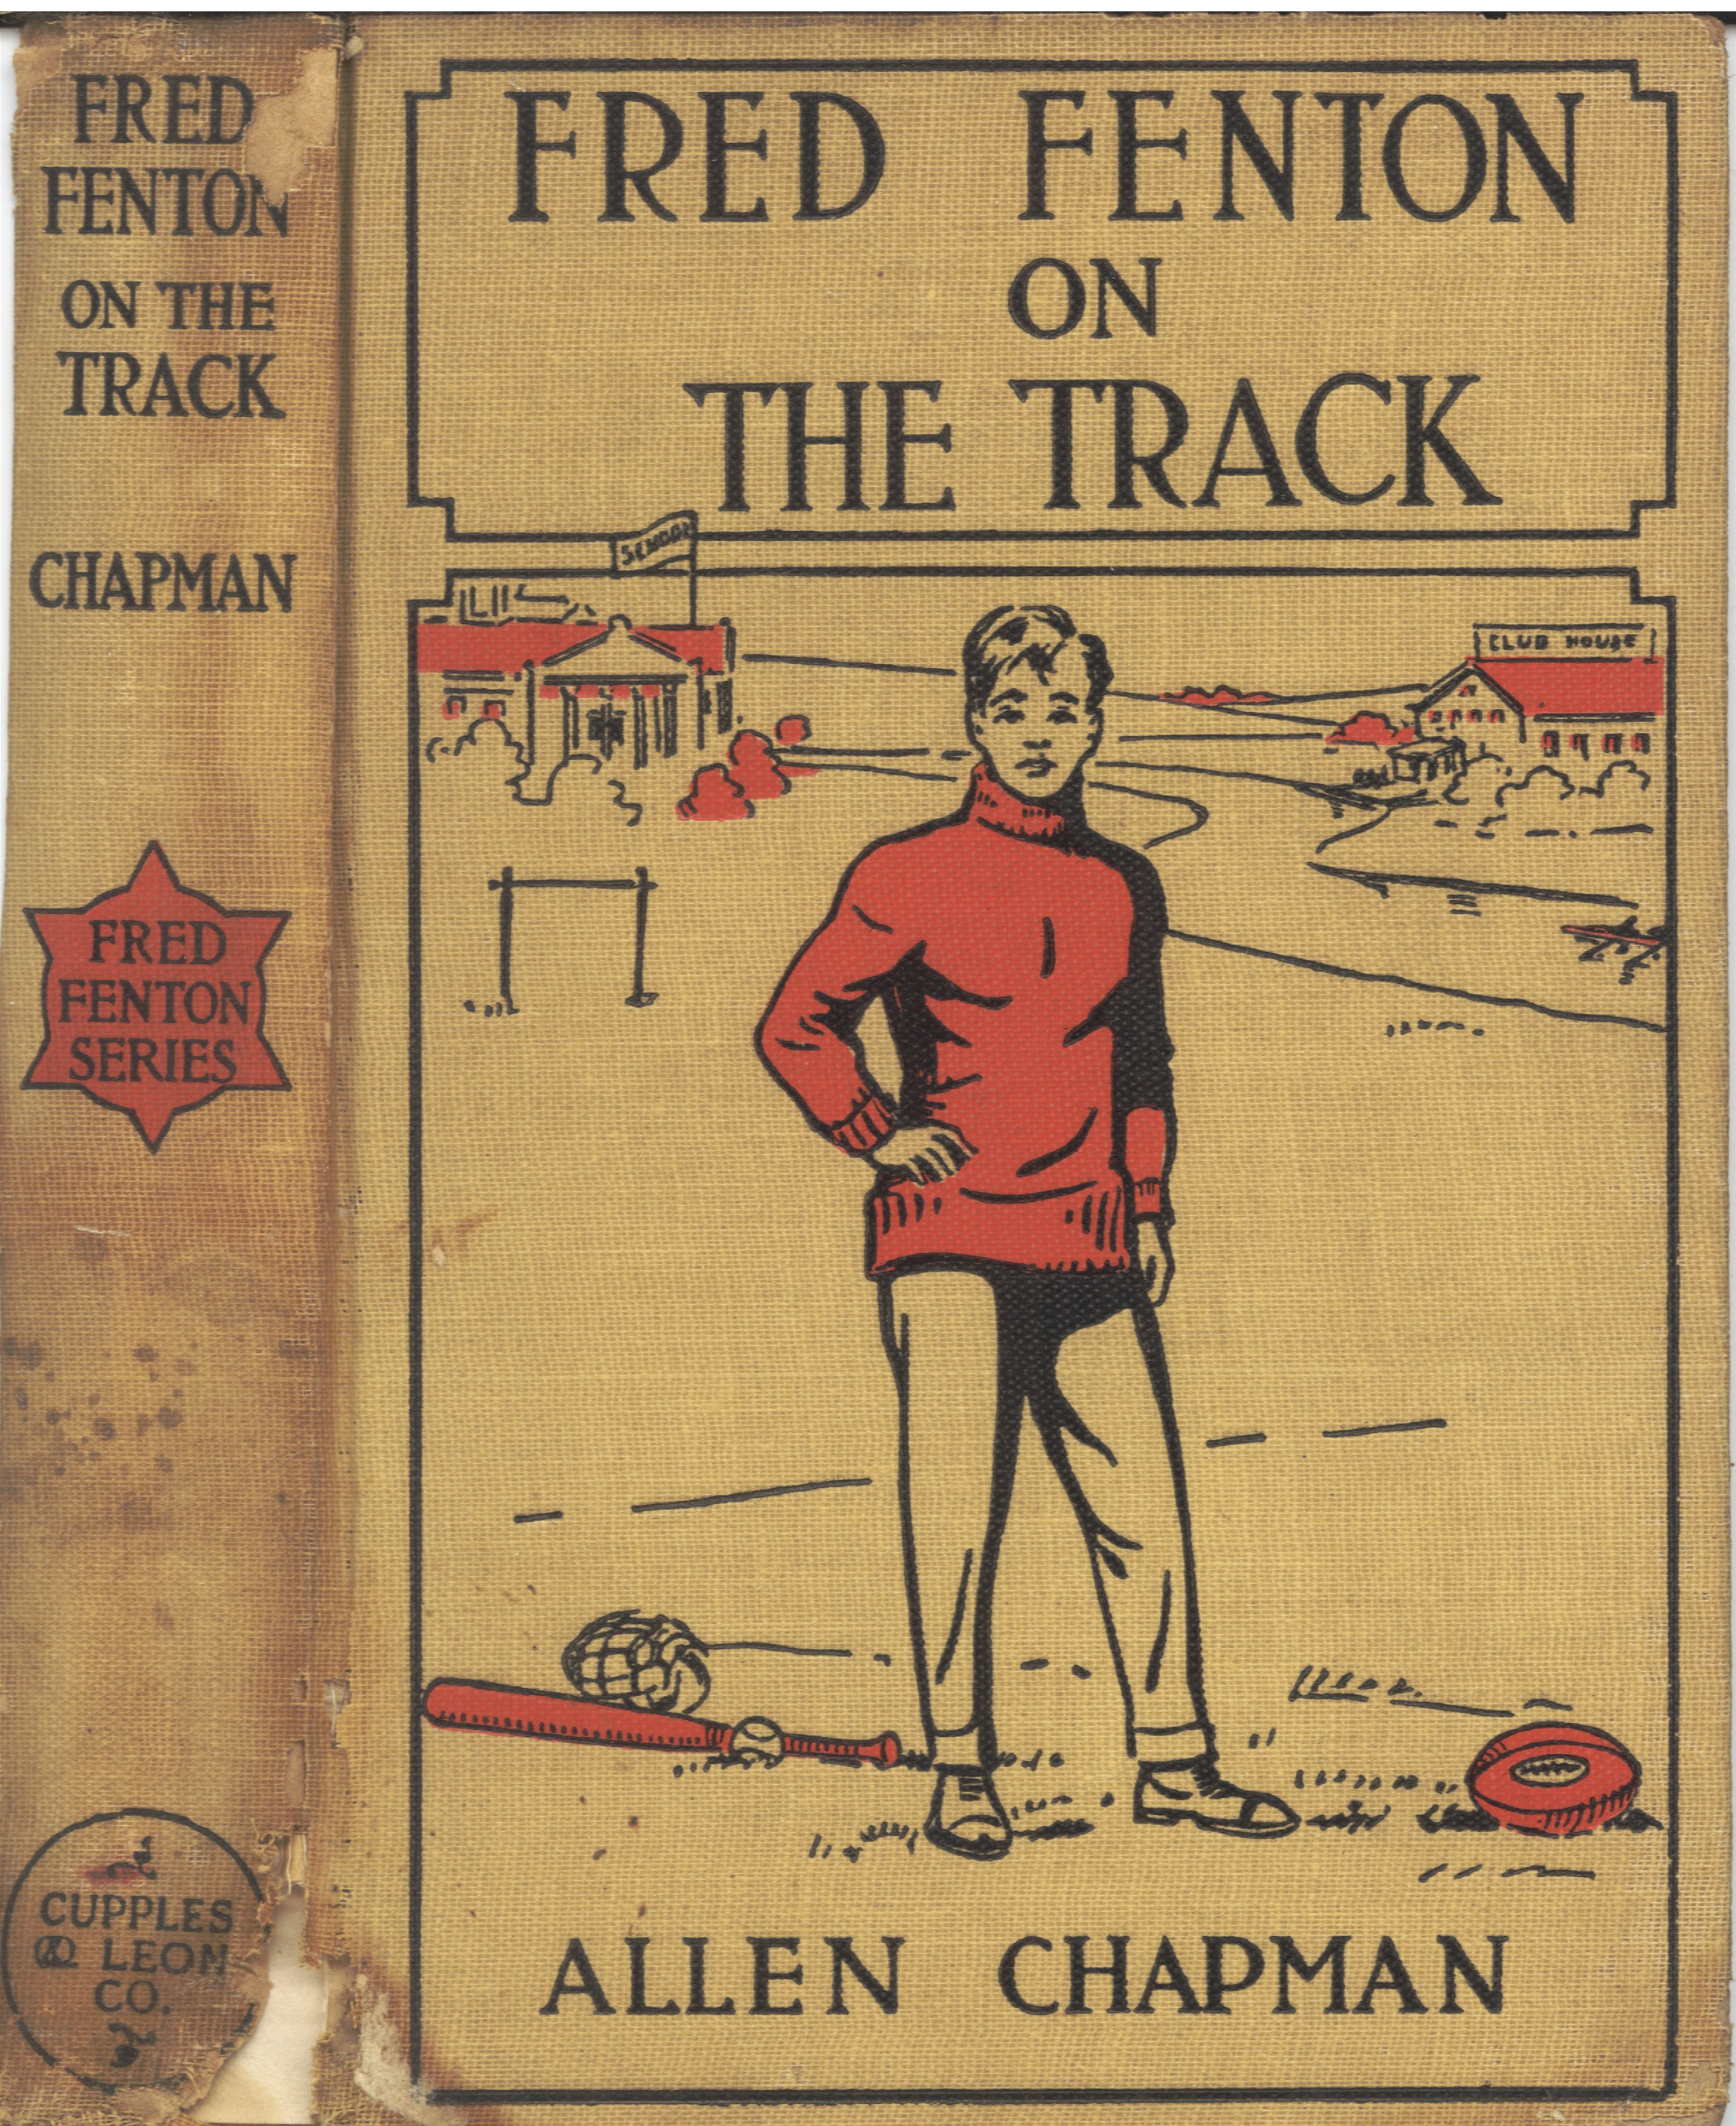 FRED
FENTON
ON THE
TRACK
CHAPMAN
FRED
FENTON
SERIES
CUPPLES
& LEON
CO.
FRED FENTON
ON
THE TRACK
SCHOOL
CLUB HOUSE
ALLEN CHAPMAN